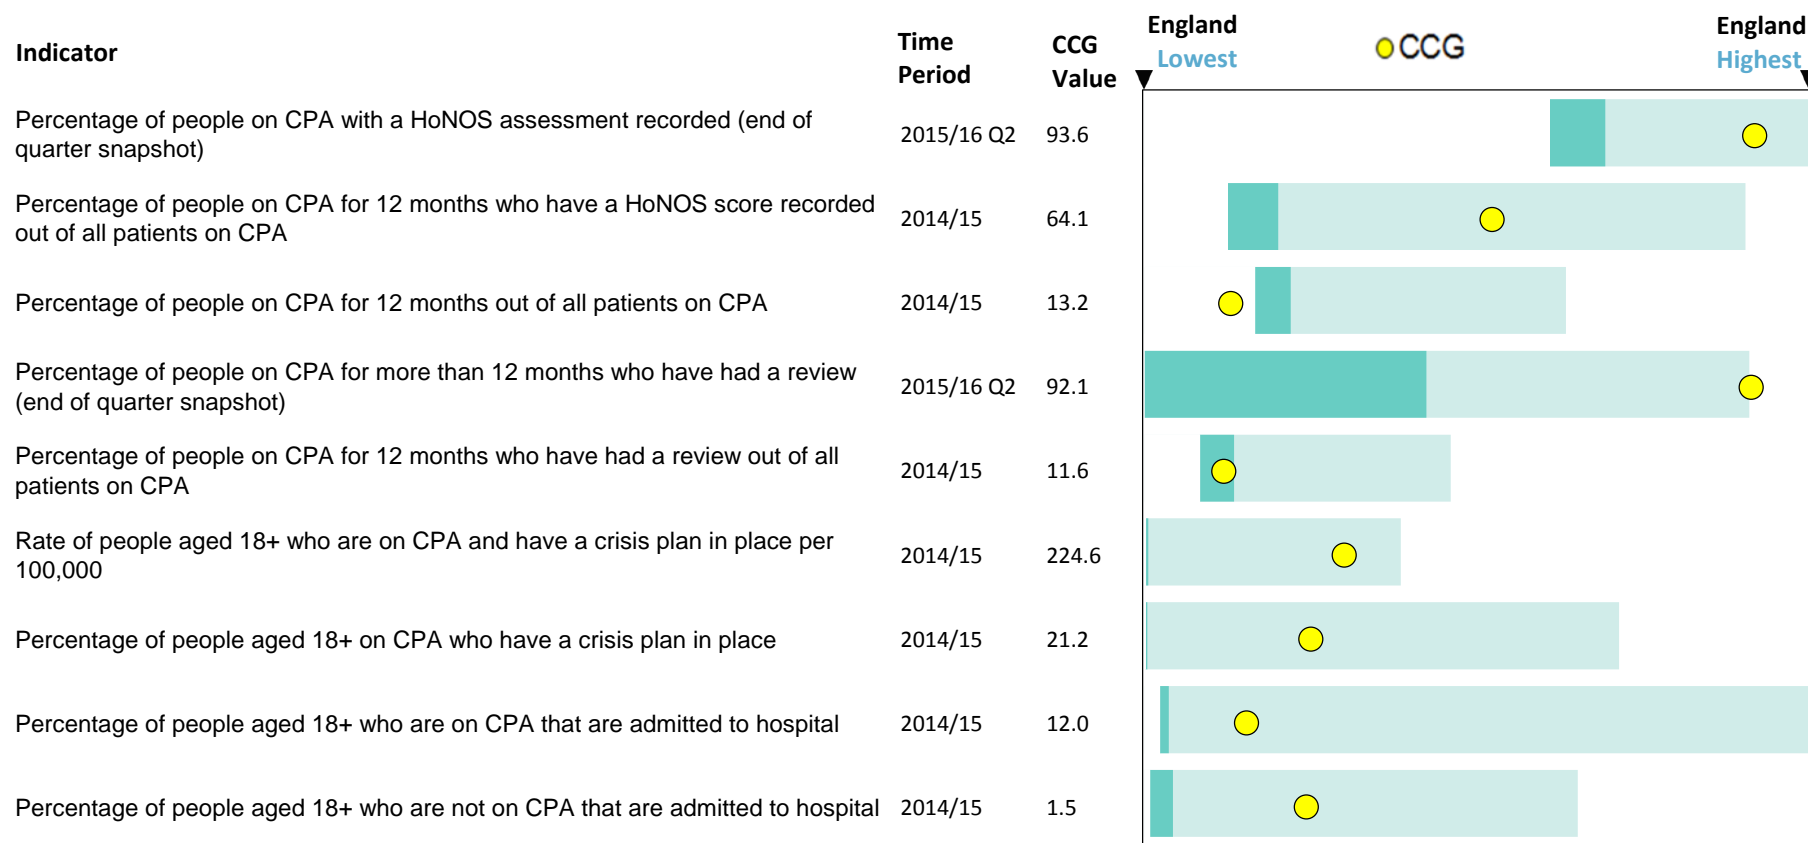 Indicator
Time Period
CCG Value
England Lowest
CCG
England Highest
Percentage of people on CPA with a HoNOS assessment recorded (end of
quarter snapshot)
2015/16 Q2
93.6
Percentage of people on CPA for 12 months who have a HoNOS score recorded
out of all patients on CPA
2014/15
64.1
Percentage of people on CPA for 12 months out of all patients on CPA
2014/15
13.2
Percentage of people on CPA for more than 12 months who have had a review
(end of quarter snapshot)
2015/16 Q2
92.1
Percentage of people on CPA for 12 months who have had a review out of all
patients on CPA
2014/15
11.6
Rate of people aged 18+ who are on CPA and have a crisis plan in place per
100,000
2014/15
224.6
Percentage of people aged 18+ on CPA who have a crisis plan in place
2014/15
21.2
Percentage of people aged 18+ who are on CPA that are admitted to hospital
2014/15
12.0
Percentage of people aged 18+ who are not on CPA that are admitted to hospital
2014/15
1.5